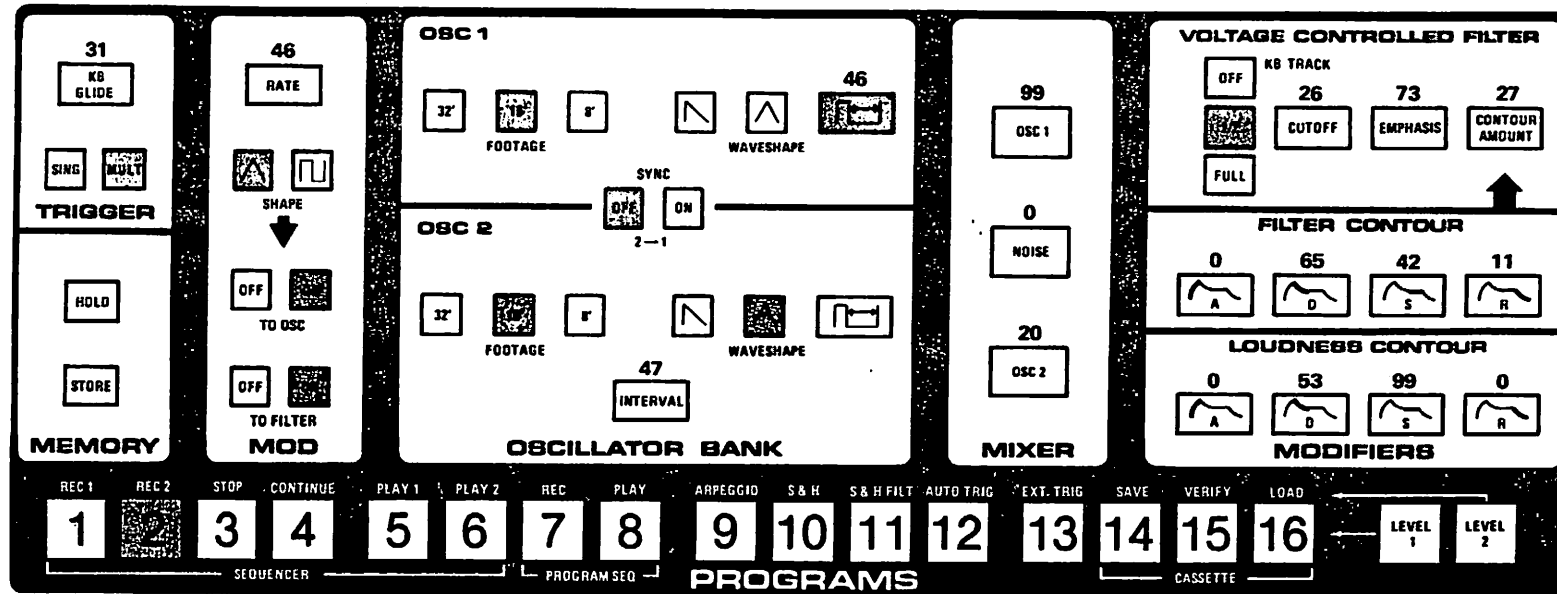 31
KB
GLIDE
SING MULT
TRIGGER
HOLD
STORE
MEMORY
46
RATE
SHAPE
OFF
TO OSC
OFF
TO FILTER
MOD
OSC 1
32' 16' 8'
FOOTAGE
46
WAVESHAPE
SYNC
OFF ON
2→1
OSC 2
32' 16' 8'
FOOTAGE
WAVESHAPE
47
INTERVAL
OSCILLATOR BANK
99
OSC 1
0
NOISE
20
OSC 2
MIXER
VOLTAGE CONTROLLED FILTER
OFF KB TRACK
FULL
26 73 27
CUTOFF EMPHASIS CONTOUR
AMOUNT
FILTER CONTOUR
0 65 42 11
A D S R
LOUDNESS CONTOUR
0 53 99 0
A D S R
MODIFIERS
REC 1 REC 2 STOP CONTINUE PLAY 1 PLAY 2 REC PLAY ARPEGGIO S & H S & H FILT AUTO TRIG EXT. TRIG SAVE VERIFY LOAD
1 2 3 4 5 6 7 8 9 10 11 12 13 14 15 16
LEVEL
1
LEVEL
2
SEQUENCER PROGRAM SEQ PROGRAMS CASSETTE